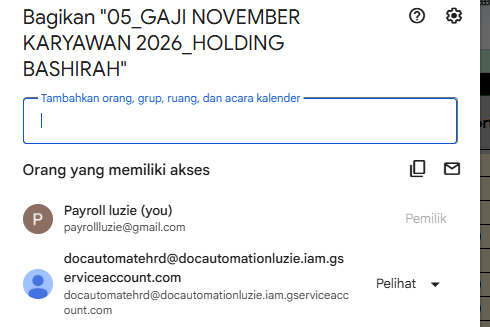 Bagikan "05_GAJI NOVEMBER
KARYAWAN 2026_HOLDING
BASHIRAH"
Tambahkan orang, grup, ruang, dan acara kalender
Orang yang memiliki akses
P
Payroll luzie (you)
payrollluzie@gmail.com
Pemilik
docautomatehrd@docautomationluzie.iam.gs
erviceaccount.com
docautomatehrd@docautomationluzie.iam.gserviceacc
ount.com
Pelihat